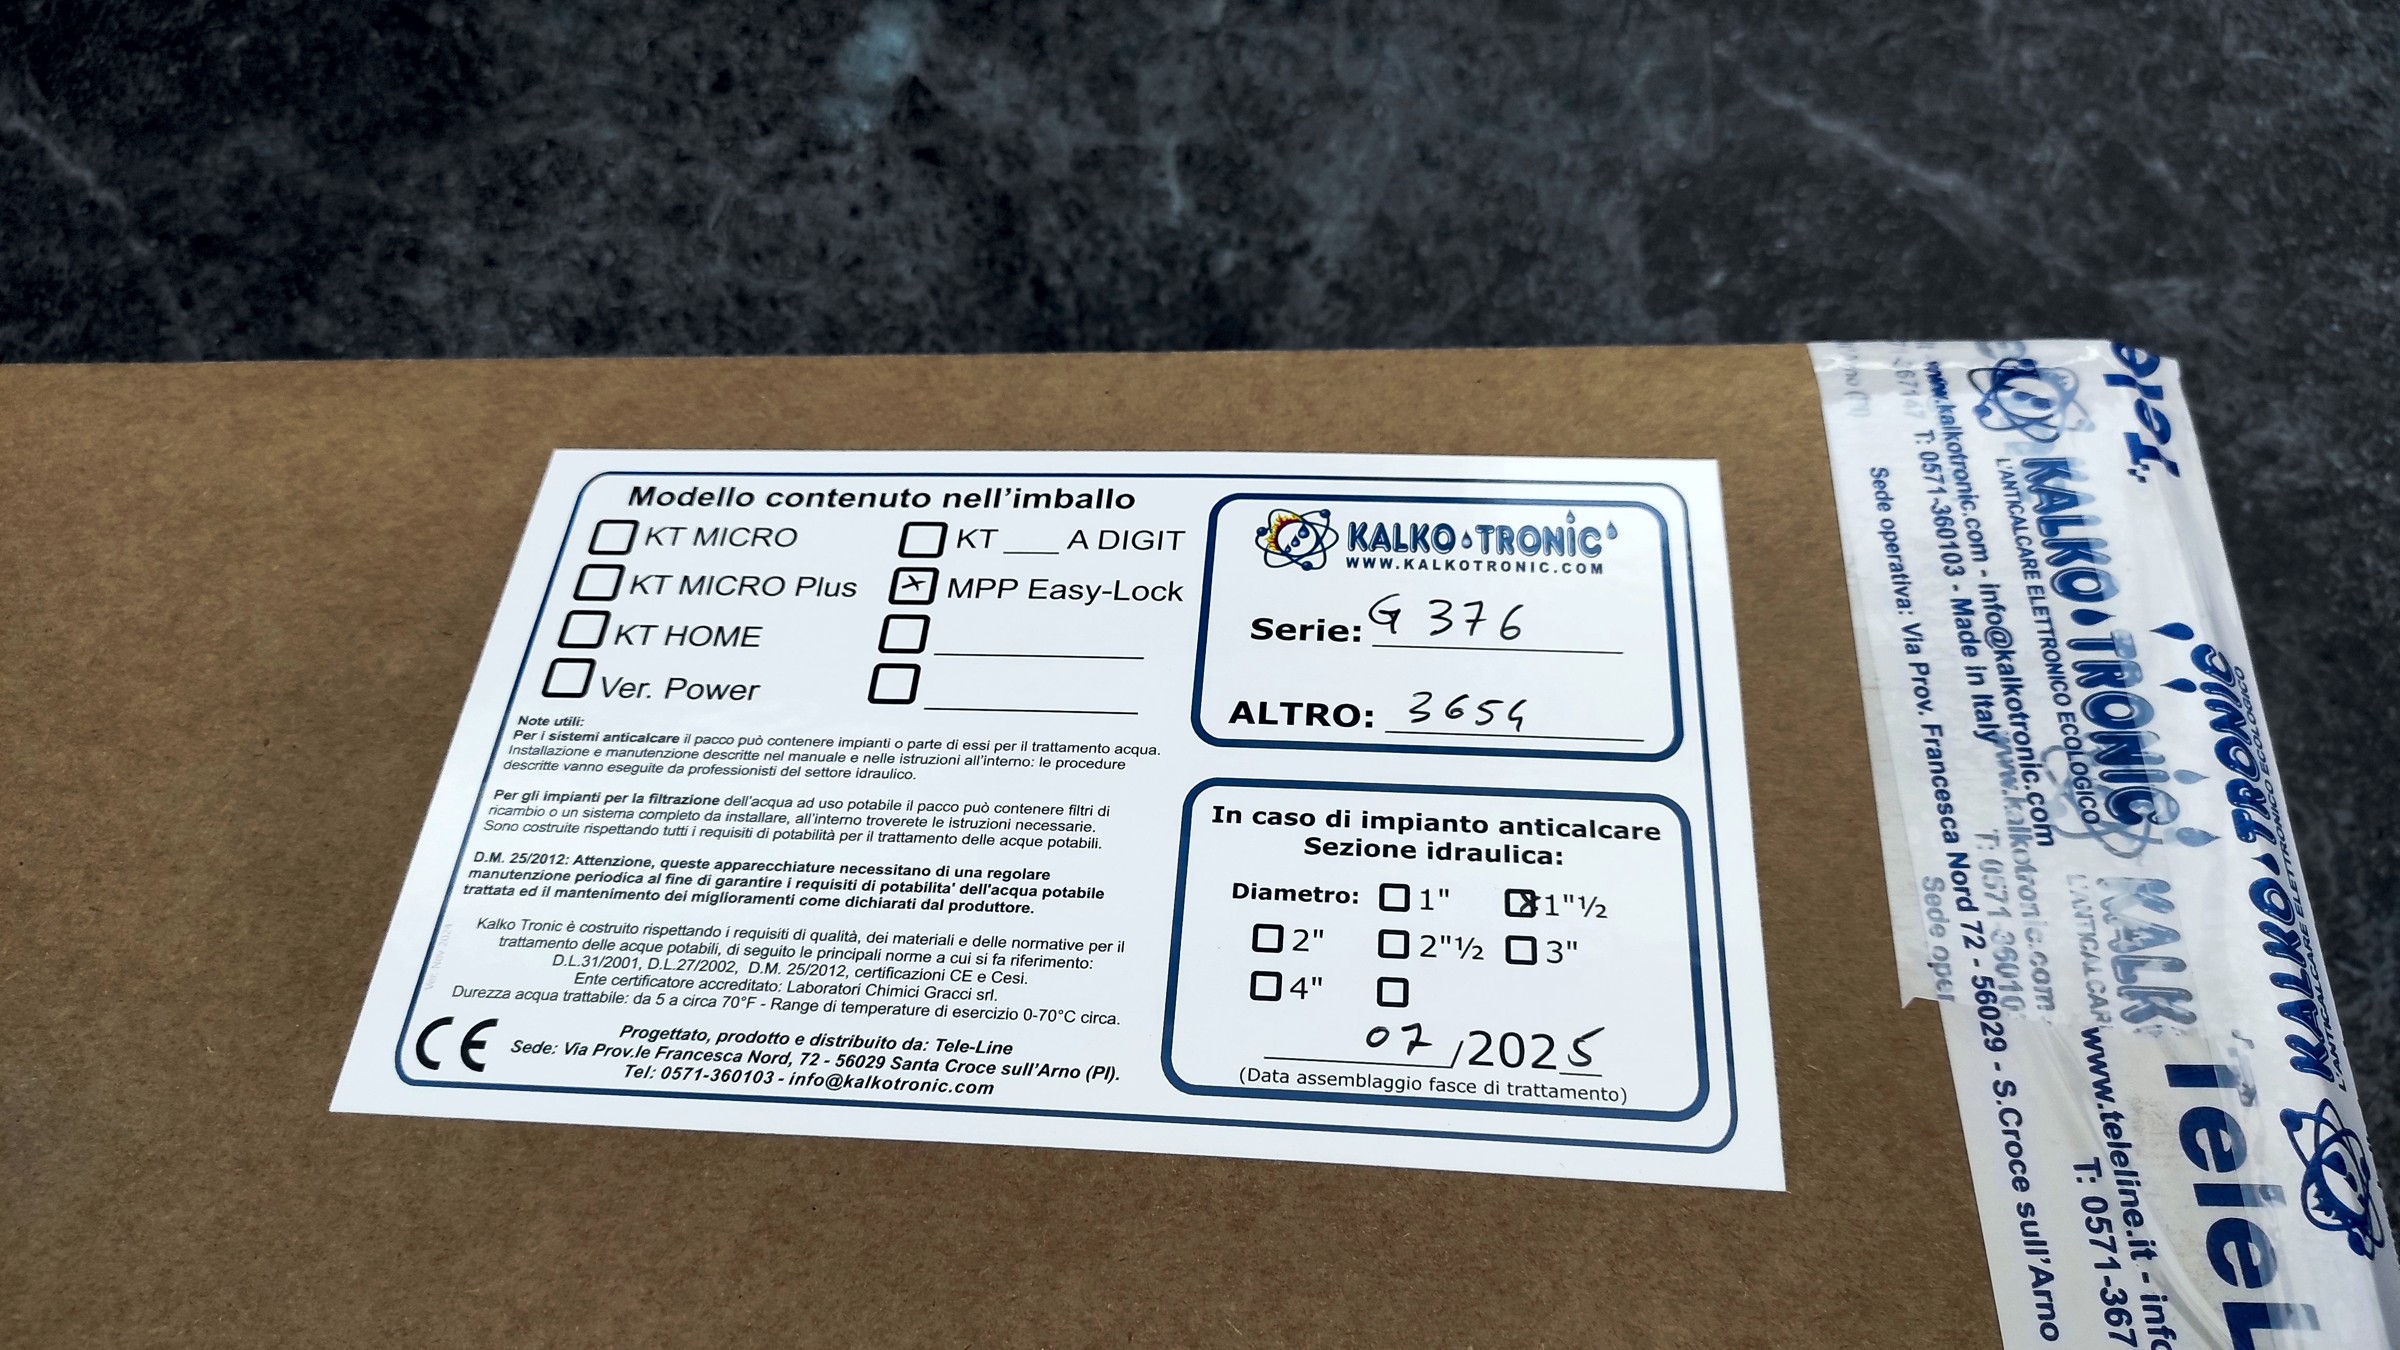 Modello contenuto nell'imballo
KT MICRO
KT MICRO Plus
KT HOME
Ver. Power
KT ___ A DIGIT
MPP Easy-Lock
KALKO TRONIC
WWW.KALKOTRONIC.COM
Serie: G 376
ALTRO: 3654
Note utili:
Per i sistemi anticalcare il pacco può contenere impianti o parte di essi per il trattamento acqua.
Installazione e manutenzione descritte nel manuale e nelle istruzioni all'interno: le procedure
descritte vanno eseguite da professionisti del settore idraulico.
Per gli impianti per la filtrazione dell'acqua ad uso potabile il pacco può contenere filtri di
ricambio o un sistema completo da installare, all'interno troverete le istruzioni necessarie.
Sono costruite rispettando tutti i requisiti di potabilità per il trattamento delle acque potabili.
D.M. 25/2012: Attenzione, queste apparecchiature necessitano di una regolare
manutenzione periodica al fine di garantire i requisiti di potabilita' dell'acqua potabile
trattata ed il mantenimento dei miglioramenti come dichiarati dal produttore.
Kalko Tronic è costruito rispettando i requisiti di qualità, dei materiali e delle normative per il
trattamento delle acque potabili, di seguito le principali norme a cui si fa riferimento:
D.L.31/2001, D.L.27/2002, D.M. 25/2012, certificazioni CE e Cesi.
Ente certificatore accreditato: Laboratori Chimici Gracci srl.
Durezza acqua trattabile: da 5 a circa 70°F - Range di temperature di esercizio 0-70°C circa.
CE
Progettato, prodotto e distribuito da: Tele-Line
Sede: Via Prov.le Francesca Nord, 72 - 56029 Santa Croce sull'Arno (PI).
Tel: 0571-360103 - info@kalkotronic.com
Ver. Nov 2024
In caso di impianto anticalcare
Sezione idraulica:
Diametro: 1" 1"½
2" 2"½ 3"
4"
07/2025
(Data assemblaggio fasce di trattamento)
KALKO TRONIC
L'ANTICALCARE ELETTRONICO ECOLOGICO
www.kalkotronic.com - info@kalkotronic.com
T: 0571-360103 - Made in Italy
Sede operativa: Via Prov. Francesca Nord 72 - 56029 - S.Croce sull'Arno
KALKO TRONIC
L'ANTICALCARE ELETTRONICO ECOLOGICO
TeleL
www.teleline.it - info
T: 0571-367